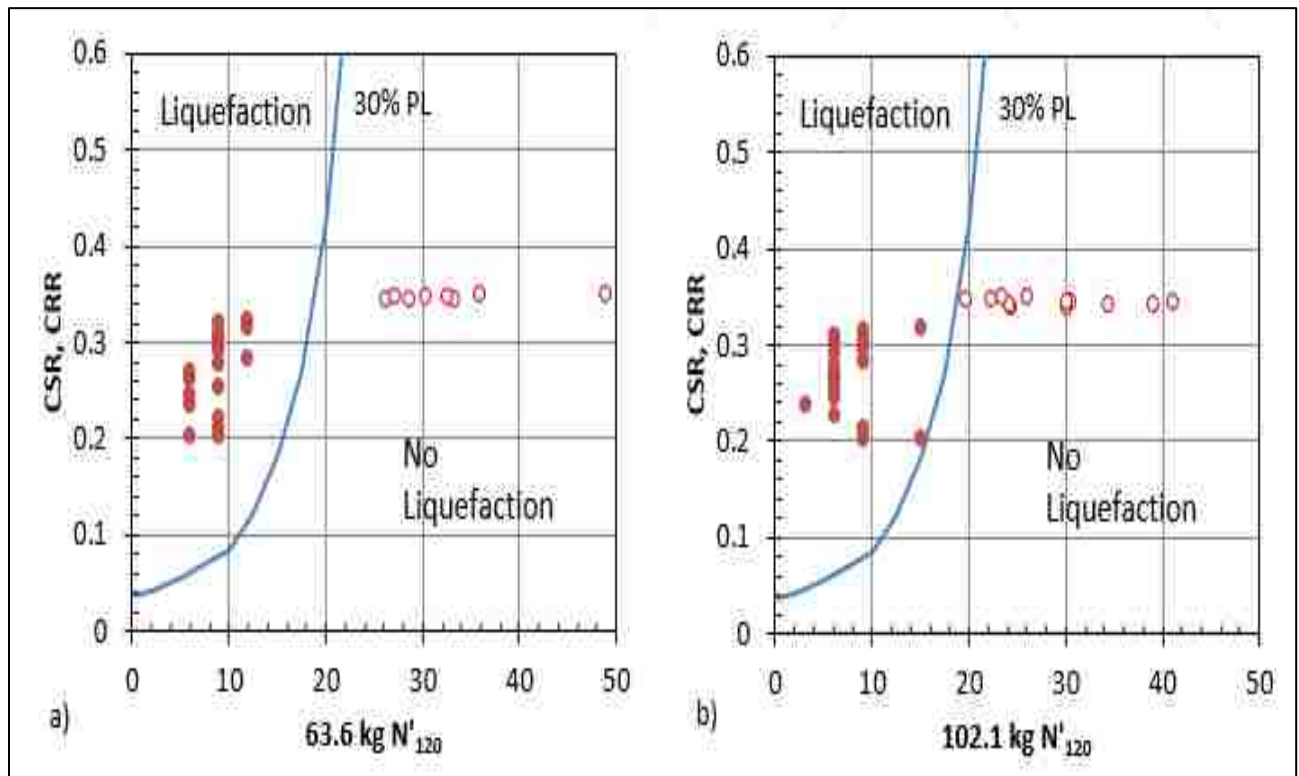 0.6
0.5
0.4
0.3
0.2
0.1
0
CSR, CRR
Liquefaction
30% PL
No
Liquefaction
0 10 20 30 40 50
a)
63.6 kg N'120
0.6
0.5
0.4
0.3
0.2
0.1
0
CSR, CRR
Liquefaction
30% PL
No
Liquefaction
0 10 20 30 40 50
b)
102.1 kg N'120